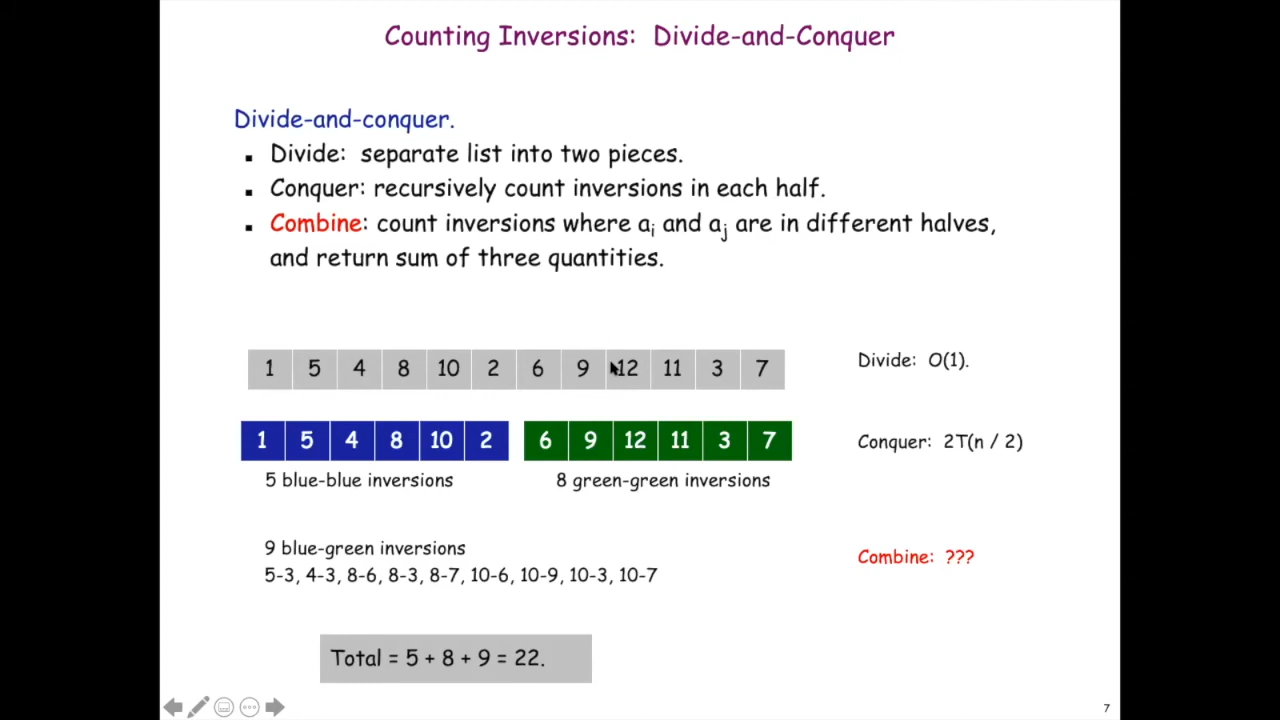 Counting Inversions: Divide-and-Conquer
Divide-and-conquer.
▪ Divide: separate list into two pieces.
▪ Conquer: recursively count inversions in each half.
▪ Combine: count inversions where aᵢ and aⱼ are in different halves,
and return sum of three quantities.
1 5 4 8 10 2 6 9 12 11 3 7
Divide: O(1).
1 5 4 8 10 2 6 9 12 11 3 7
Conquer: 2T(n / 2)
5 blue-blue inversions
8 green-green inversions
9 blue-green inversions
5-3, 4-3, 8-6, 8-3, 8-7, 10-6, 10-9, 10-3, 10-7
Combine: ???
Total = 5 + 8 + 9 = 22.
7